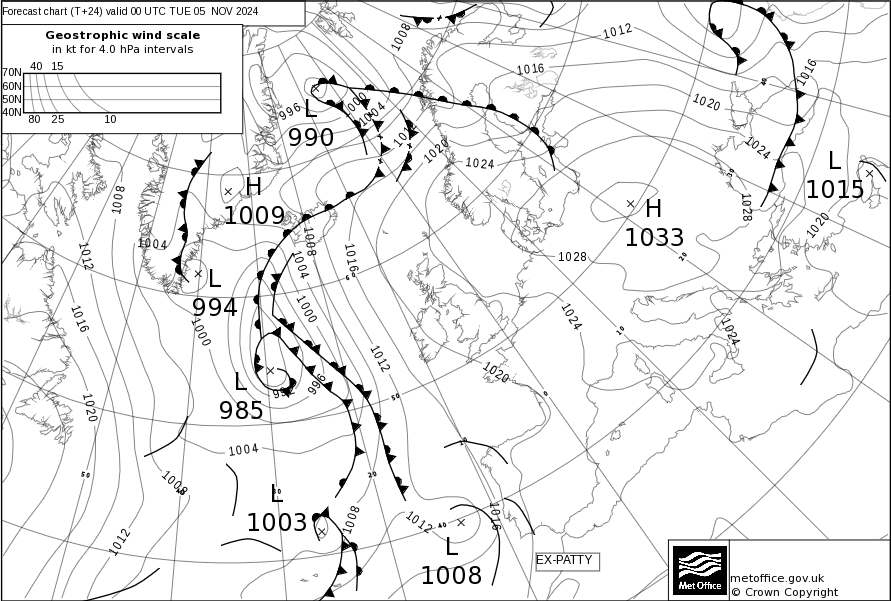 Forecast chart (T+24) valid 00 UTC TUE 05 NOV 2024
Geostrophic wind scale
in kt for 4.0 hPa intervals
40 15
70N
60N
50N
40N
80 25 10
1008
1012
1016
1016
1020
1024
1028
996
1000
1004
1012
1020
1024
L
990
L
1015
H
1009
H
1033
1020
1008
1004
1008
1004
1016
1012
1028
L
994
1000
1000
1016
1024
1024
1012
1020
996
992
L
985
1020
1004
1008
L
1003
1008
1012
1016
L
1008
1012
EX-PATTY
Met Office
metoffice.gov.uk
© Crown Copyright